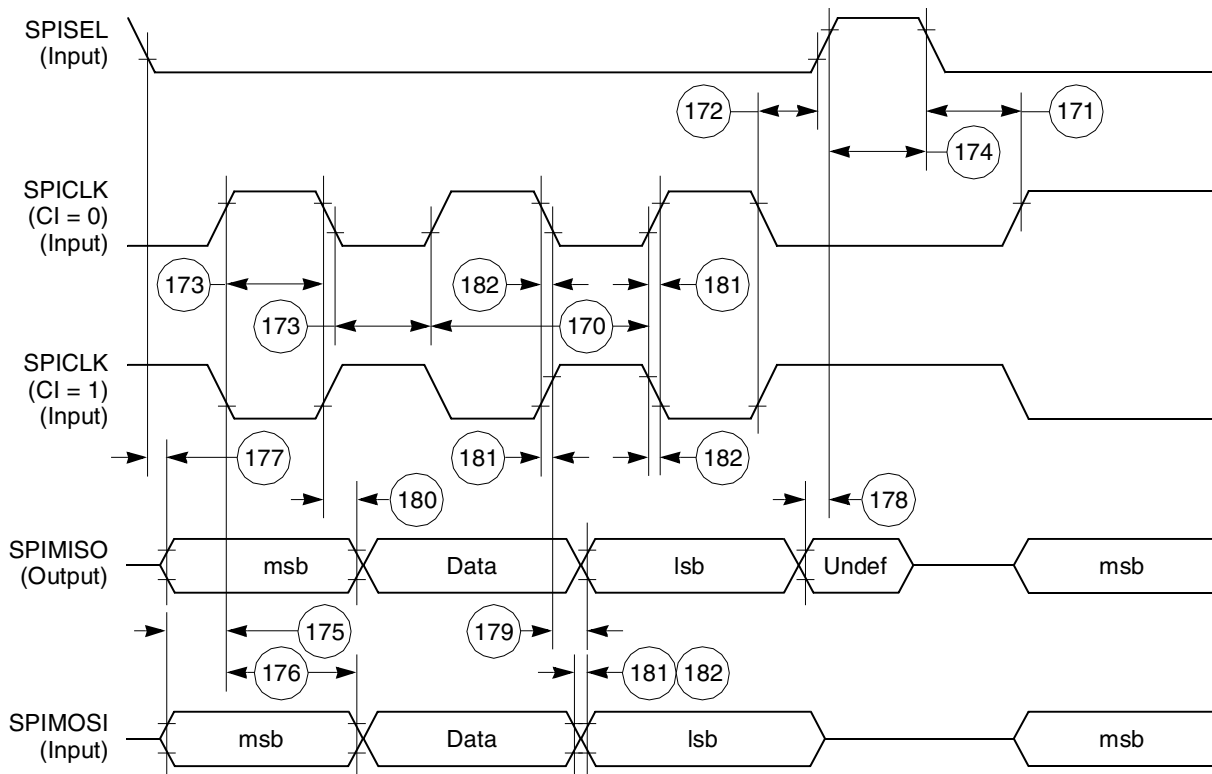 SPISEL
(Input)
172
171
174
SPICLK
(CI = 0)
(Input)
173
182
181
173
170
SPICLK
(CI = 1)
(Input)
177
181
182
180
178
SPIMISO
(Output)
msb
Data
lsb
Undef
msb
175
179
176
181
182
SPIMOSI
(Input)
msb
Data
lsb
msb